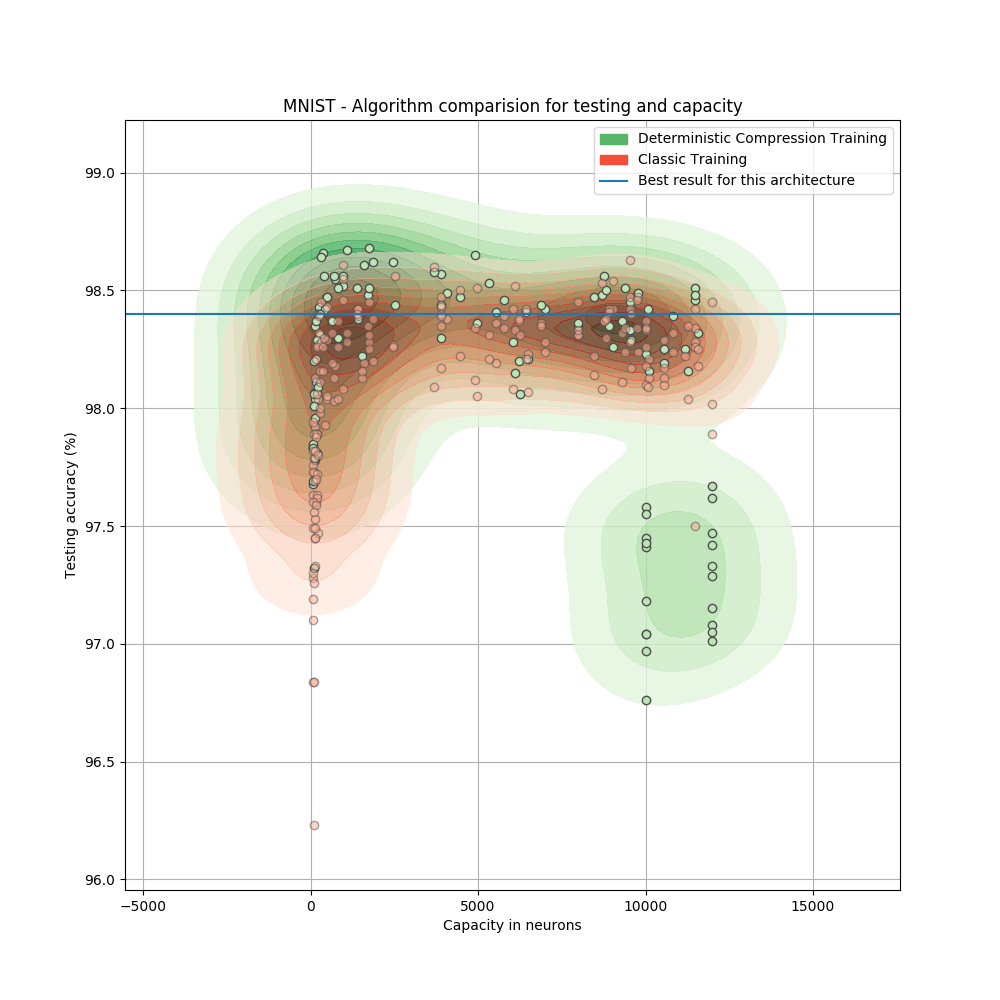 MNIST - Algorithm comparision for testing and capacity
Deterministic Compression Training
Classic Training
Best result for this architecture
99.0
98.5
98.0
97.5
97.0
96.5
96.0
Testing accuracy (%)
−5000 0 5000 10000 15000
Capacity in neurons